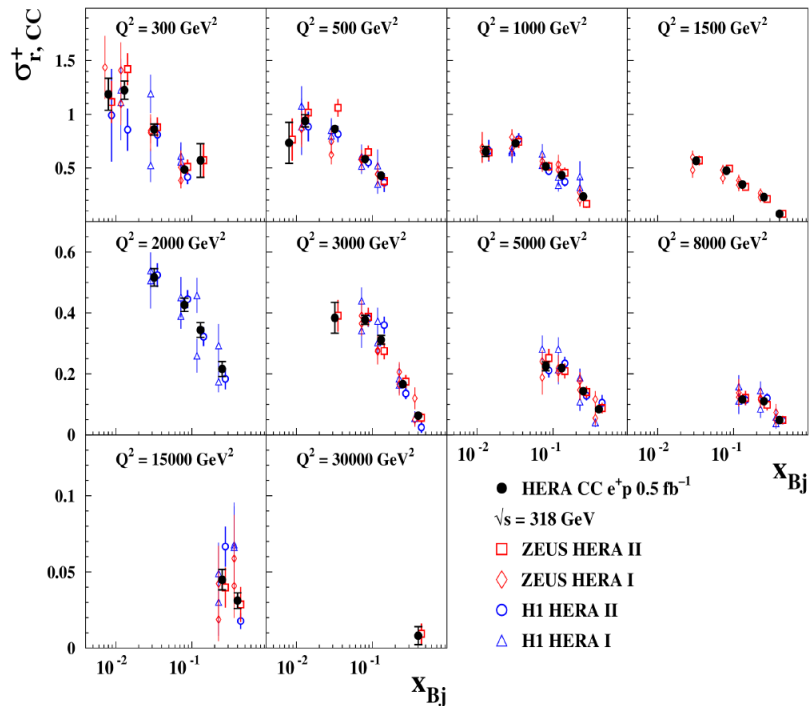 σ⁺r, CC
Q² = 300 GeV²
Q² = 500 GeV²
Q² = 1000 GeV²
Q² = 1500 GeV²
1.5
1
0.5
Q² = 2000 GeV²
Q² = 3000 GeV²
Q² = 5000 GeV²
Q² = 8000 GeV²
0.6
0.4
0.2
0
Q² = 15000 GeV²
Q² = 30000 GeV²
10⁻² 10⁻¹ 10⁻² 10⁻¹
xBj
0.1
0.05
0
HERA CC e⁺p 0.5 fb⁻¹
√s = 318 GeV
ZEUS HERA II
ZEUS HERA I
H1 HERA II
H1 HERA I
10⁻² 10⁻¹ 10⁻² 10⁻¹
xBj